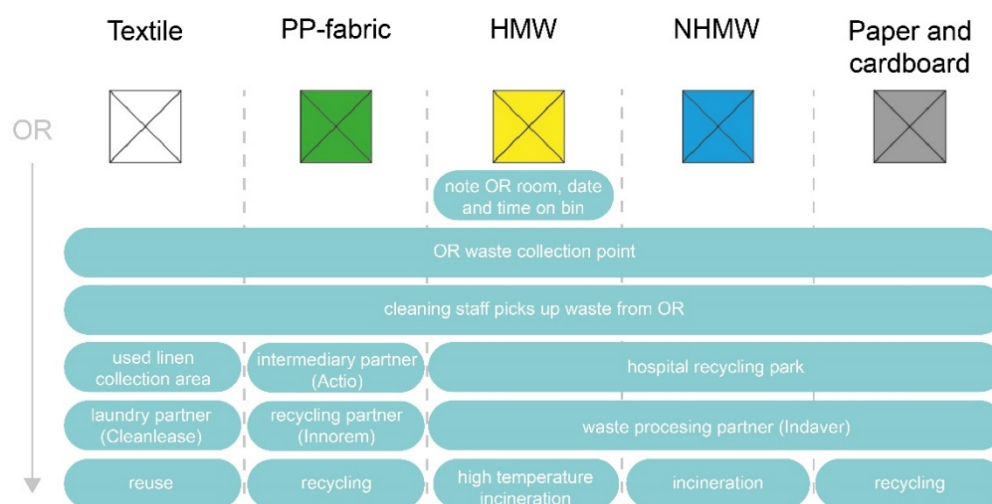 Textile
PP-fabric
HMW
NHMW
Paper and
cardboard
OR
note OR room, date
and time on bin
OR waste collection point
cleaning staff picks up waste from OR
used linen
collection area
intermediary partner
(Actio)
hospital recycling park
laundry partner
(Cleanlease)
recycling partner
(Innorem)
waste procesing partner (Indaver)
reuse
recycling
high temperature
incineration
incineration
recycling